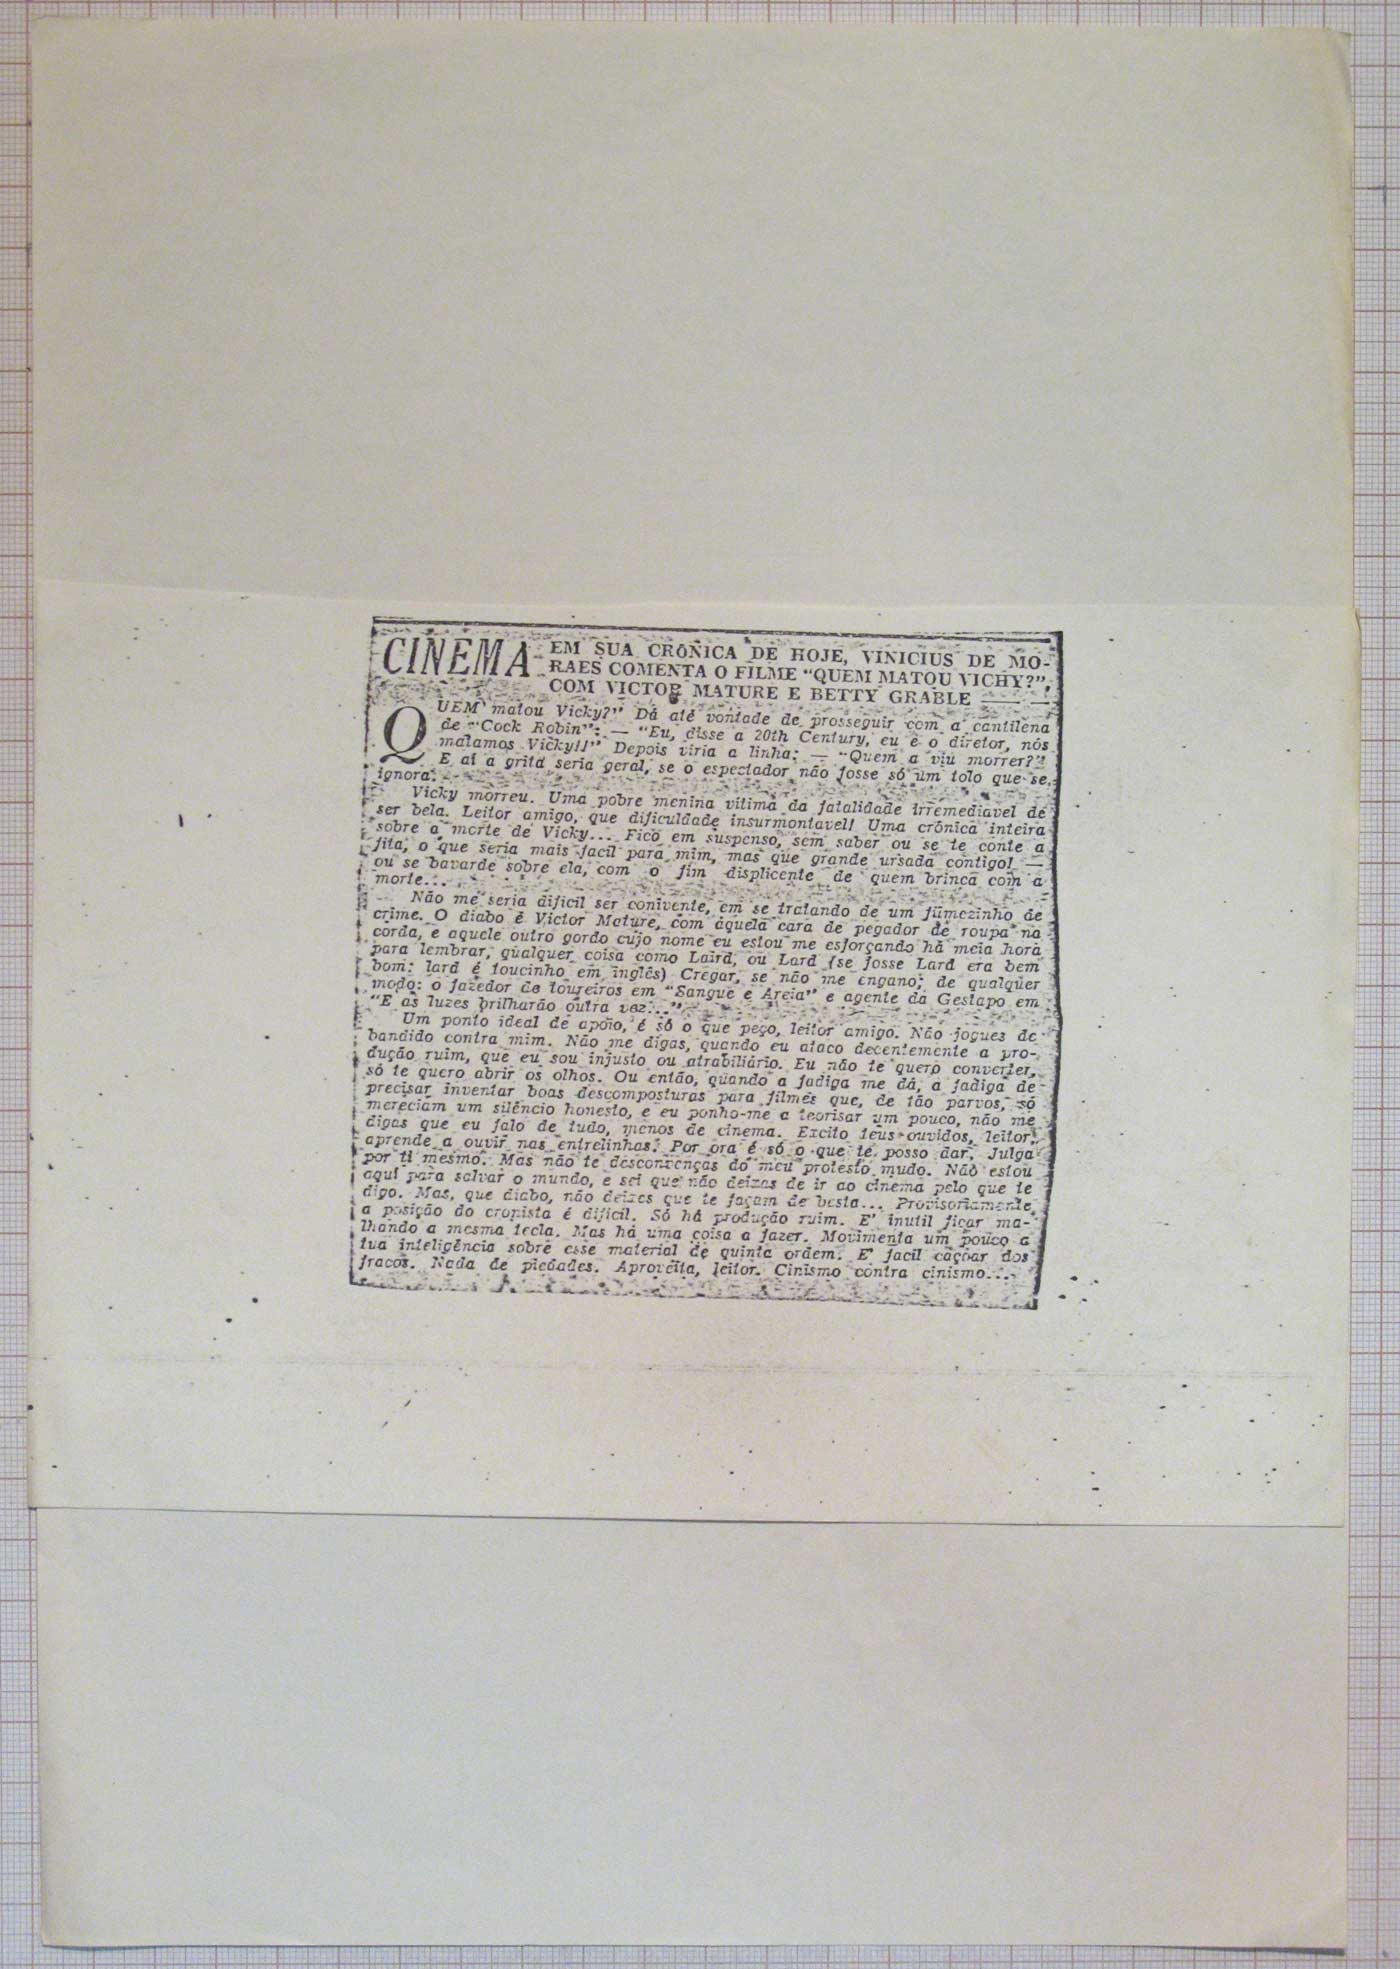 CINEMA
EM SUA CRÔNICA DE HOJE, VINICIUS DE MO-
RAES COMENTA O FILME "QUEM MATOU VICHY?",
COM VICTOR MATURE E BETTY GRABLE
QUEM matou Vicky?" Dá até vontade de prosseguir com a cantilena
de "Cock Robin": — "Eu, disse a 20th Century, eu e o diretor, nós
matamos Vicky!!" Depois viria a linha: — "Quem a viu morrer?"
E aí a grita seria geral, se o espectador não fosse só um tolo que se
ignora.
Vicky morreu. Uma pobre menina vítima da fatalidade irremediavel de
ser bela. Leitor amigo, que dificuldade insurmontavel! Uma crônica inteira
sobre a morte de Vicky... Fico em suspenso, sem saber ou se te conte a
fita, o que seria mais facil para mim, mas que grande ursada contigo! —
ou se bavarde sobre ela, com o fim displicente de quem brinca com a
morte...
Não me seria dificil ser conivente, em se tratando de um filmezinho de
crime. O diabo é Victor Mature, com aquela cara de pegador de roupa na
corda, e aquele outro gordo cujo nome eu estou me esforçando há meia hora
para lembrar, qualquer coisa como Laird, ou Lard (se fosse Lard era bem
bom: lard é toucinho em inglês) Cregar, se não me engano; de qualquer
modo: o fazedor de toureiros em "Sangue e Areia" e agente da Gestapo em
"E as luzes brilharão outra vez..."
Um ponto ideal de apoio, é só o que peço, leitor amigo. Não jogues de
bandido contra mim. Não me digas, quando eu ataco decentemente a pro-
dução ruim, que eu sou injusto ou atrabiliário. Eu não te quero converter,
só te quero abrir os olhos. Ou então, quando a fadiga me dá, a fadiga de
precisar inventar boas descomposturas para filmes que, de tão parvos, só
mereciam um silêncio honesto, e eu ponho-me a teorisar um pouco, não me
digas que eu falo de tudo, menos de cinema. Excito teus ouvidos, leitor,
aprende a ouvir nas entrelinhas. Por ora é só o que te posso dar. Julga
por ti mesmo. Mas não te desconvenças do meu protesto mudo. Não estou
aqui para salvar o mundo, e sei que não deixas de ir ao cinema pelo que te
digo. Mas, que diabo, não deixes que te façam de besta... Provisoriamente,
a posição do cronista é dificil. Só há produção ruim. E' inutil ficar ma-
lhando a mesma tecla. Mas há uma coisa a fazer. Movimenta um pouco a
tua inteligência sobre esse material de quinta ordem. E' facil caçoar dos
fracos. Nada de piedades. Aproveita, leitor. Cinismo contra cinismo...